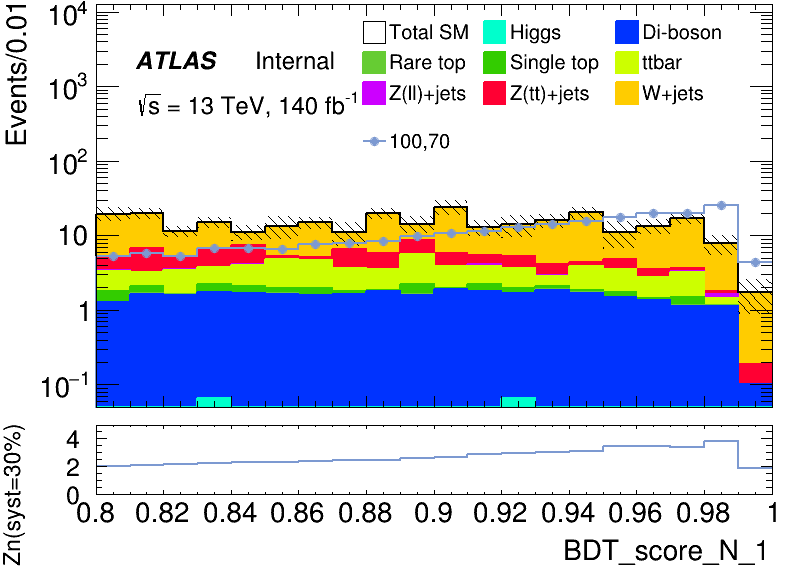 Events/0.01
10⁴
10³
10²
10
1
10⁻¹
ATLAS Internal
√s = 13 TeV, 140 fb⁻¹
Total SM Higgs Di-boson
Rare top Single top ttbar
Z(ll)+jets Z(tt)+jets W+jets
100,70
Zn(syst=30%)
4
2
0
0.8 0.82 0.84 0.86 0.88 0.9 0.92 0.94 0.96 0.98 1
BDT_score_N_1